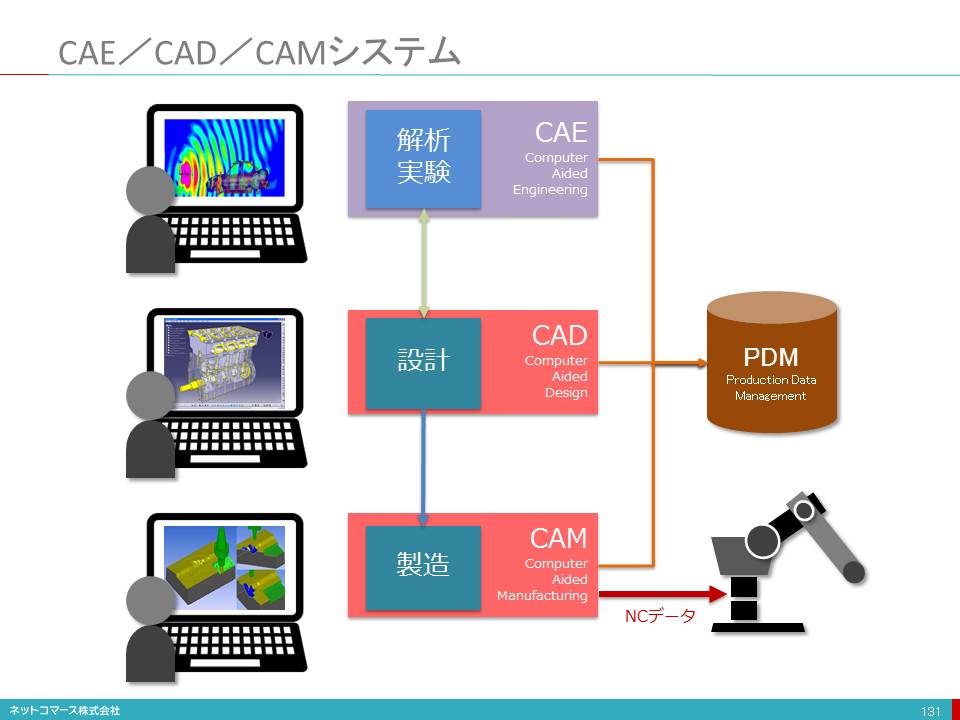 CAE／CAD／CAMシステム
解析
実験
CAE
Computer
Aided
Engineering
設計
CAD
Computer
Aided
Design
PDM
Production Data
Management
製造
CAM
Computer
Aided
Manufacturing
NCデータ
ネットコマース株式会社
131